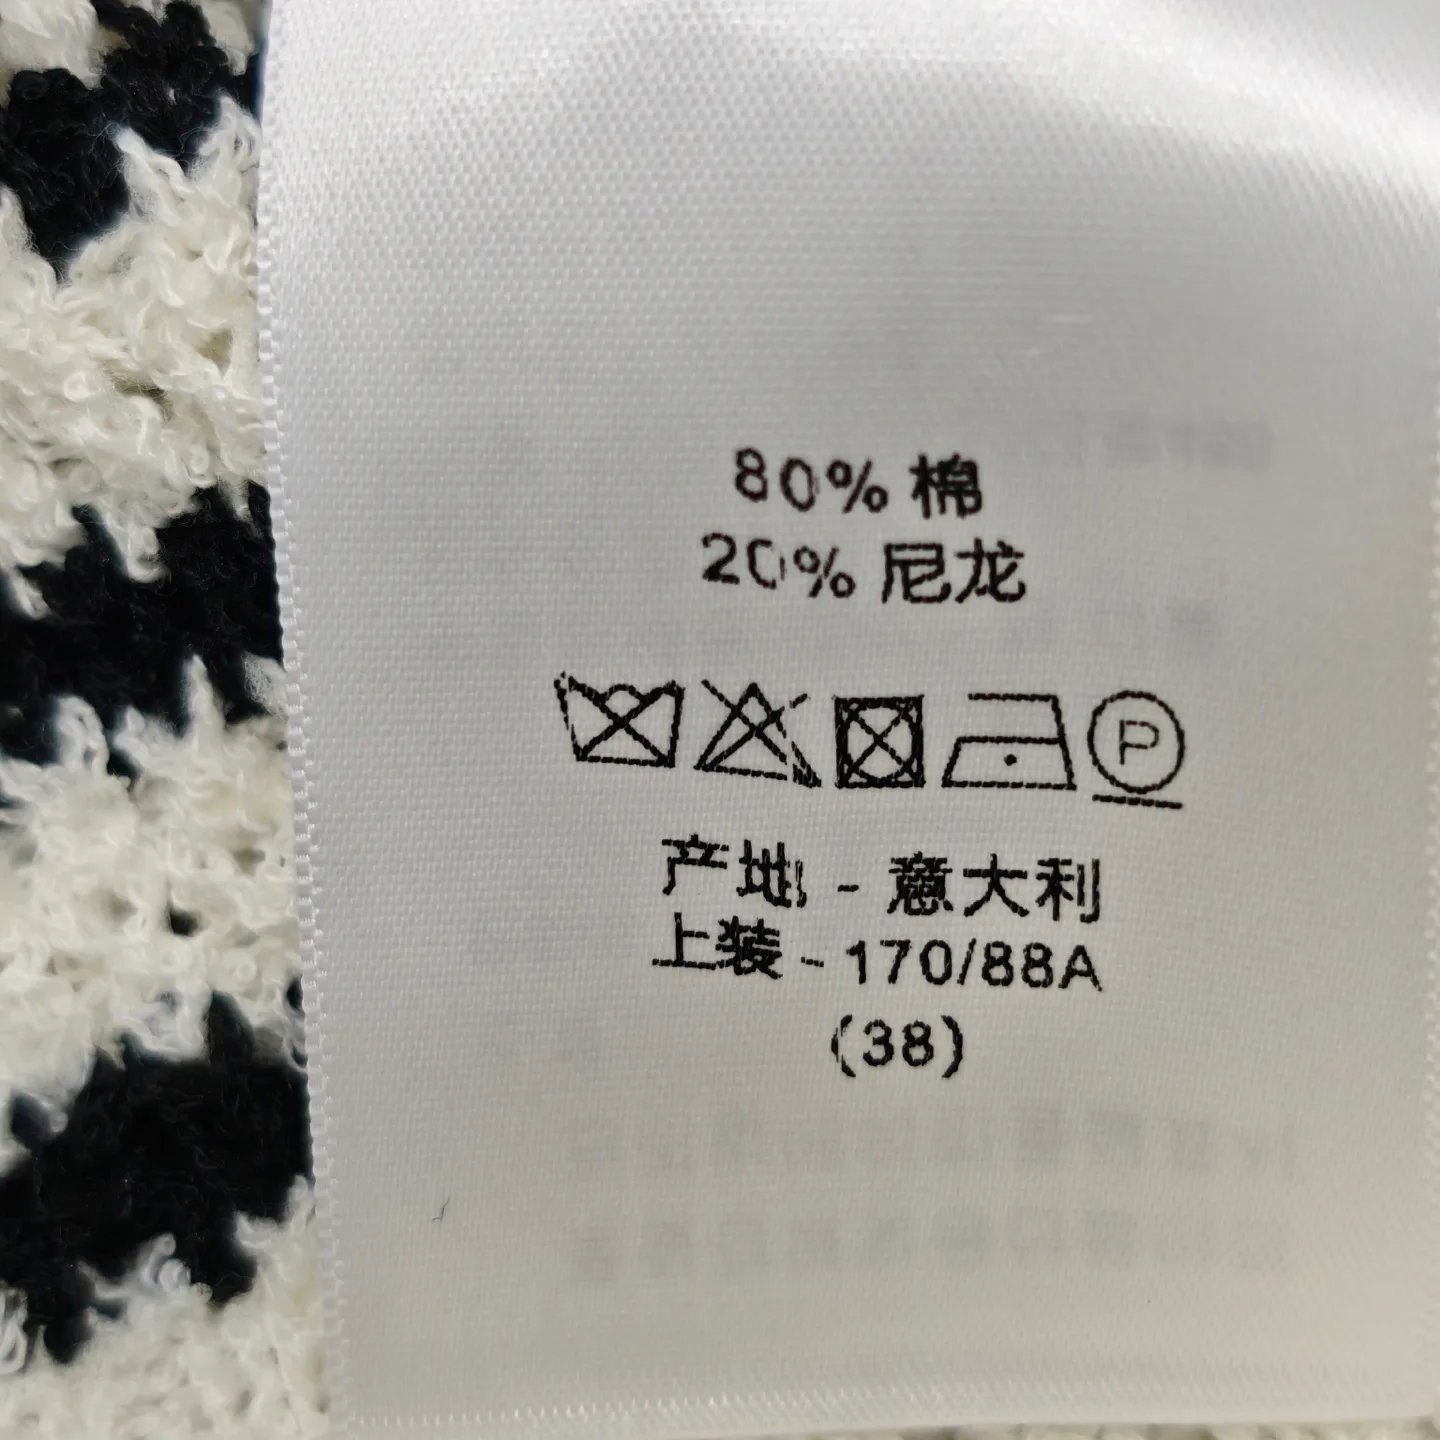 80% 棉
20% 尼龙
P
产地 - 意大利
上装 - 170/88A
(38)